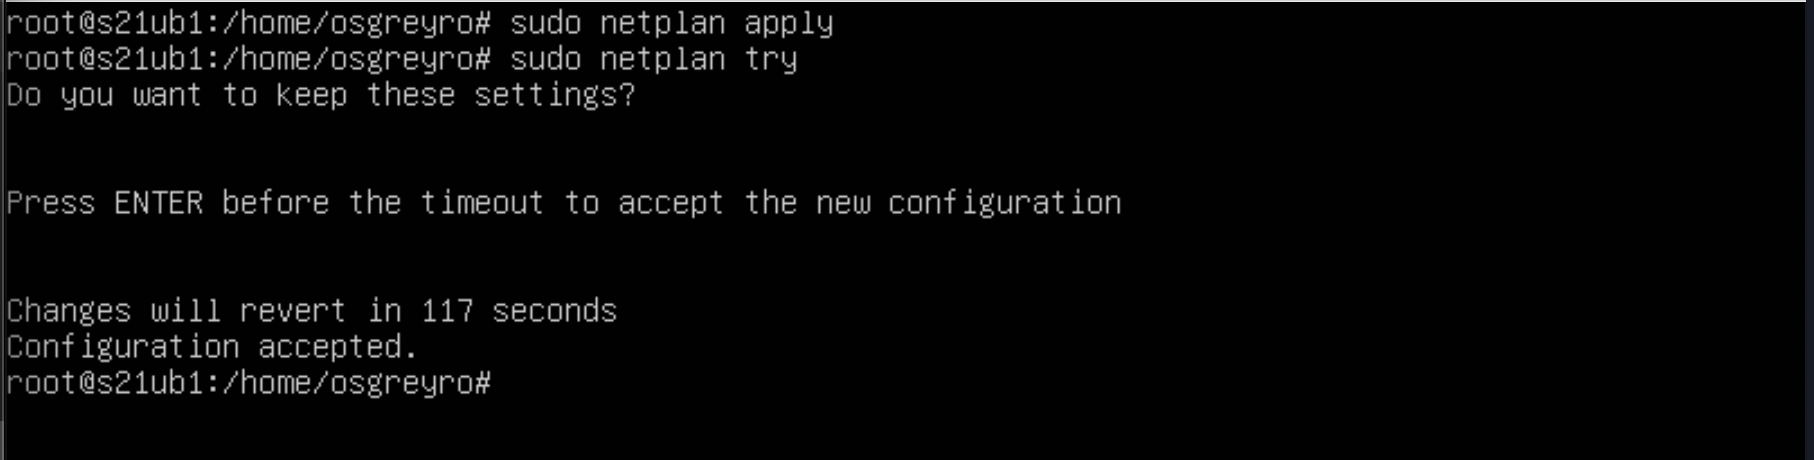 root@s21ub1:/home/osgreyro# sudo netplan apply
root@s21ub1:/home/osgreyro# sudo netplan try
Do you want to keep these settings?
Press ENTER before the timeout to accept the new configuration
Changes will revert in 117 seconds
Configuration accepted.
root@s21ub1:/home/osgreyro#